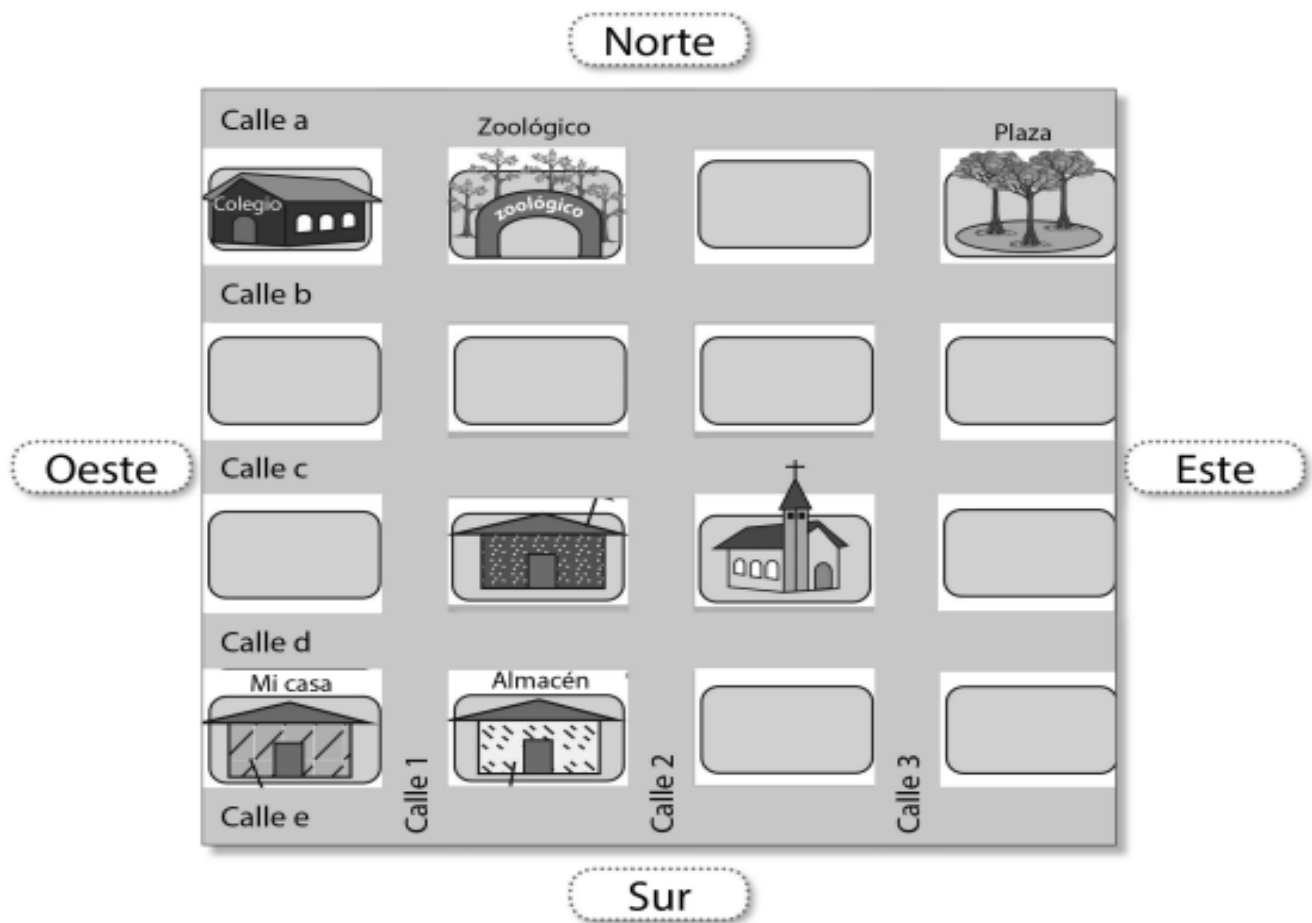 Norte
Calle a
Zoológico
Plaza
Colegio
zoológico
Calle b
Oeste
Calle c
Este
Calle d
Mi casa
Almacén
Calle 1
Calle 2
Calle 3
Calle e
Sur